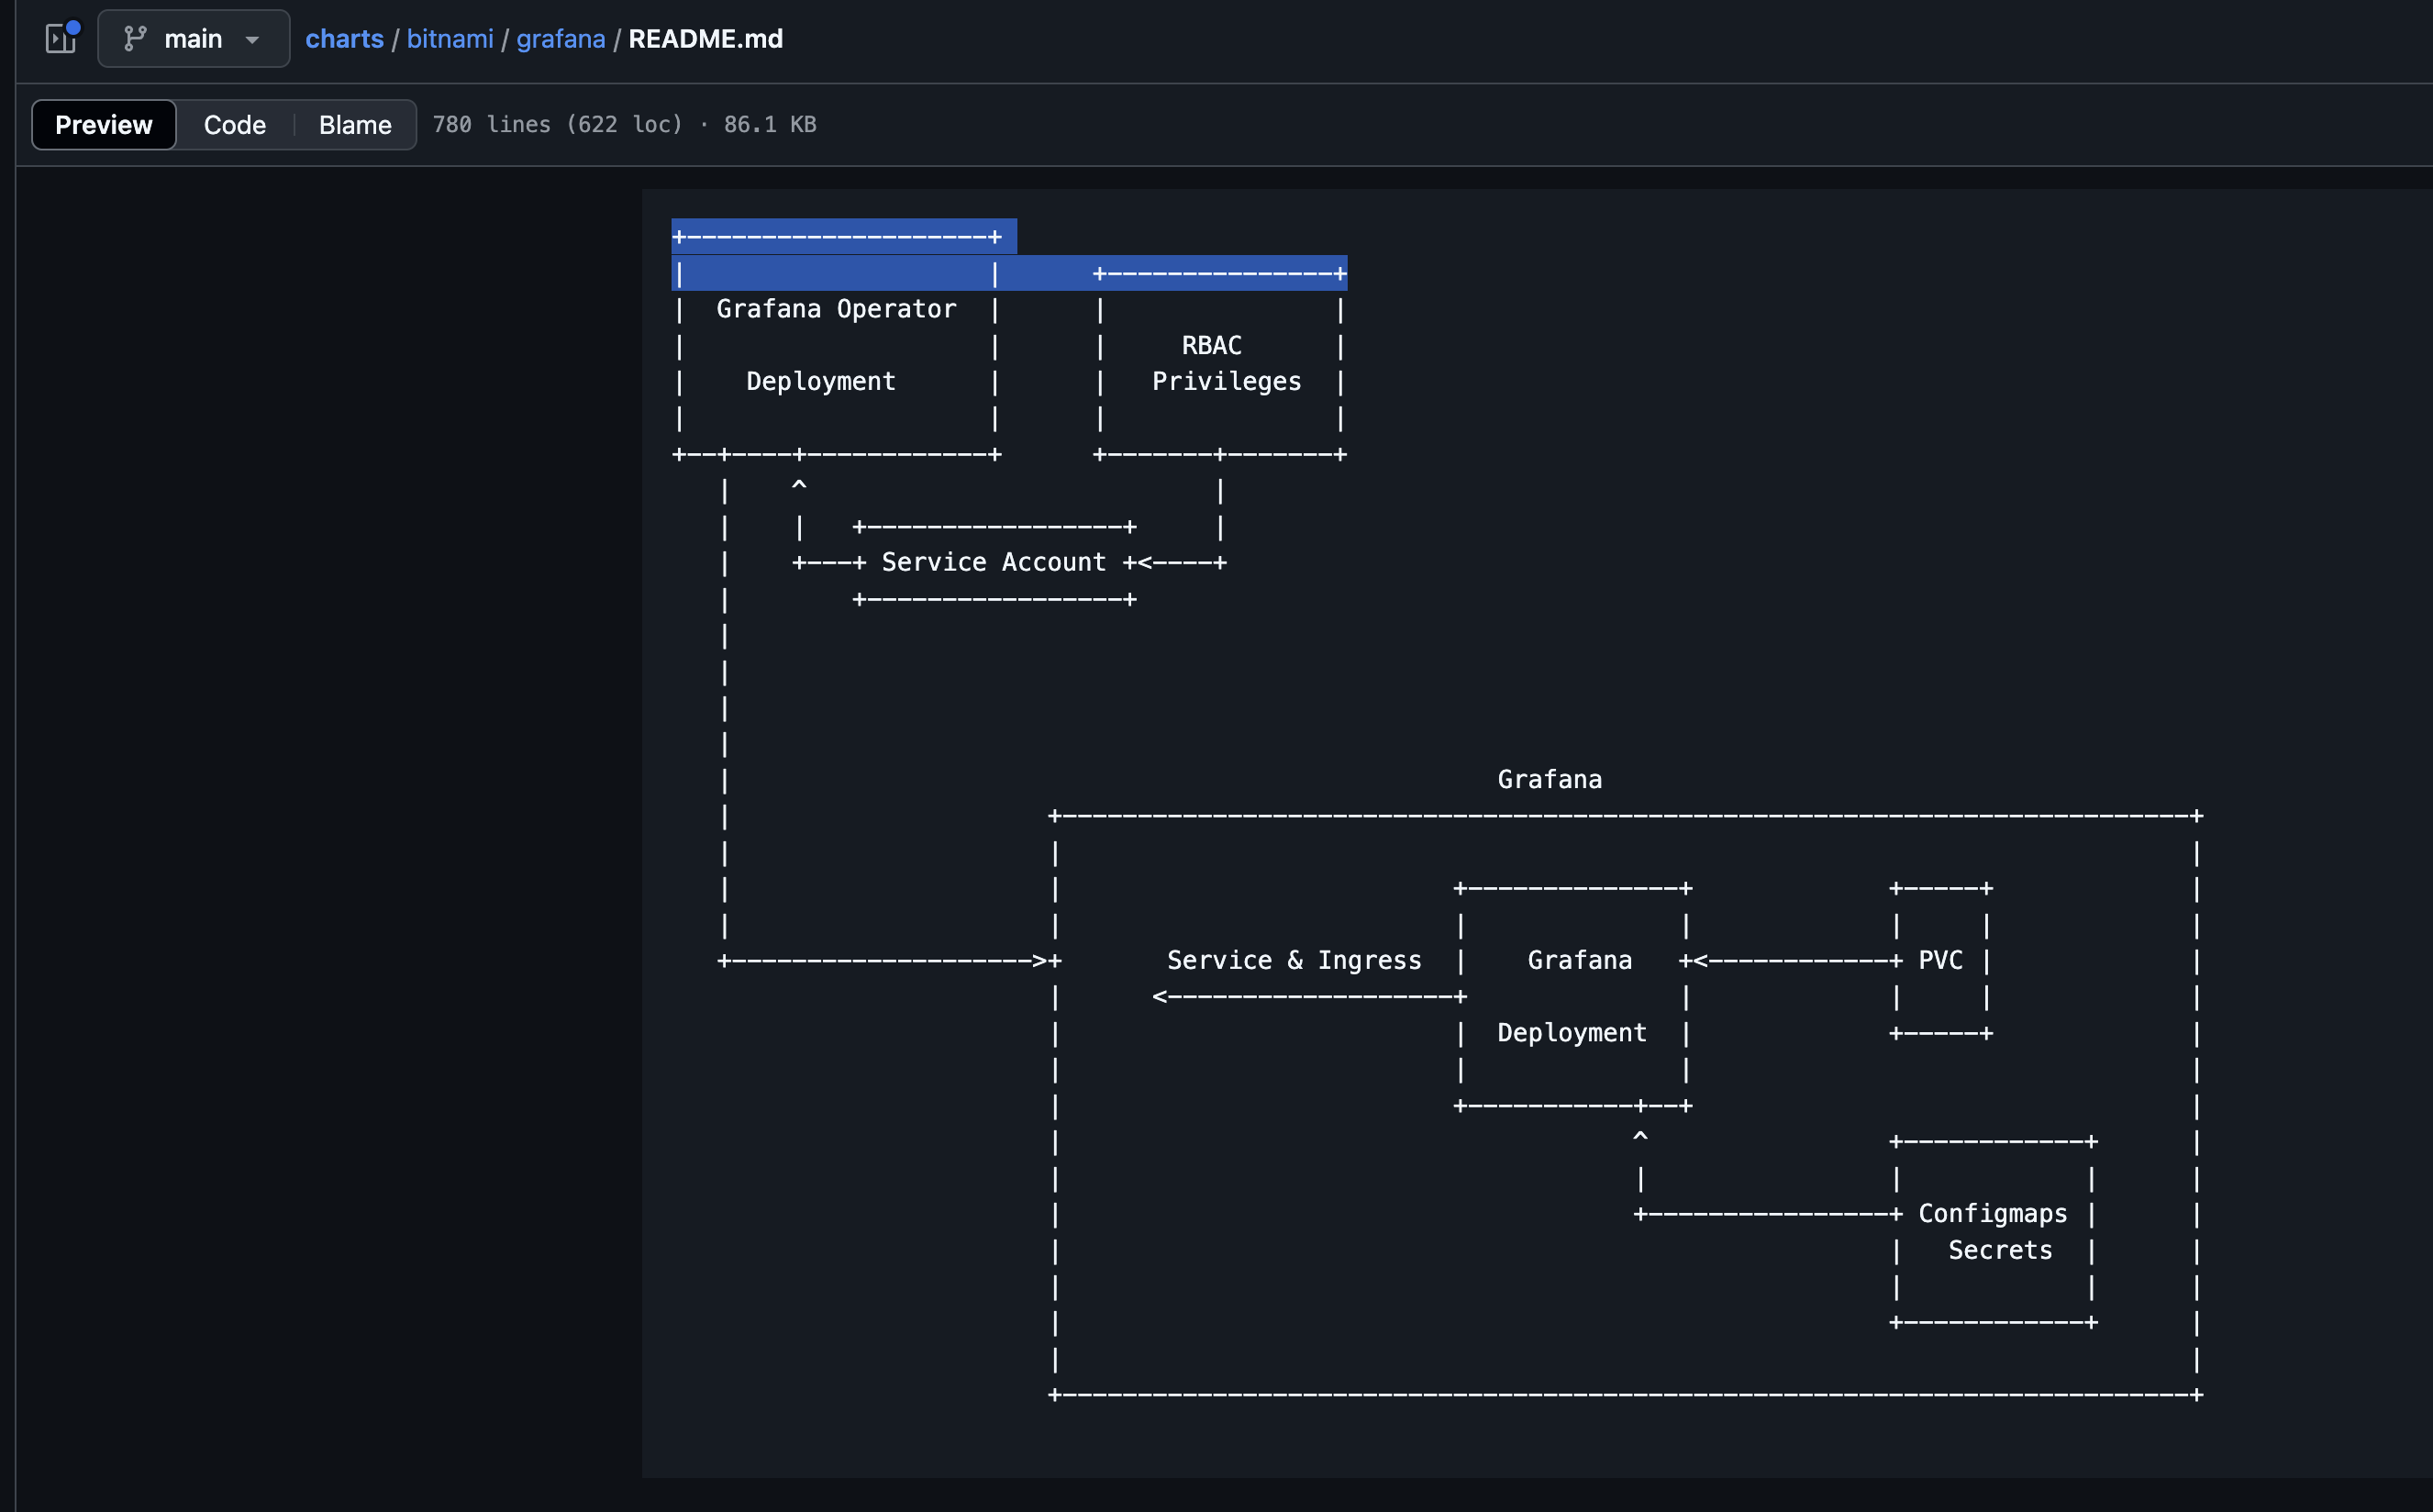 main
charts / bitnami / grafana / README.md
Preview Code Blame 780 lines (622 loc) · 86.1 KB
+--------------------+
|                    |      +---------------+
|  Grafana Operator  |      |               |
|                    |      |     RBAC      |
|    Deployment      |      |   Privileges  |
|                    |      |               |
+--+----+------------+      +-------+-------+
   |    ^                           |
   |    |   +-----------------+     |
   |    +---+ Service Account +<----+
   |        +-----------------+
   |
   |
   |
   |
   |                                                   Grafana
   |                     +---------------------------------------------------------------------------+
   |                     |                                                                           |
   |                     |                          +--------------+             +-----+             |
   |                     |                          |              |             |     |             |
   +-------------------->+       Service & Ingress  |    Grafana   +<------------+ PVC |             |
                         |      <-------------------+              |             |     |             |
                         |                          |  Deployment  |             +-----+             |
                         |                          |              |                                 |
                         |                          +-----------+--+                                 |
                         |                                      ^                +------------+      |
                         |                                      |                |            |      |
                         |                                      +----------------+ Configmaps |      |
                         |                                                       |   Secrets  |      |
                         |                                                       |            |      |
                         |                                                       +------------+      |
                         |                                                                           |
                         +---------------------------------------------------------------------------+